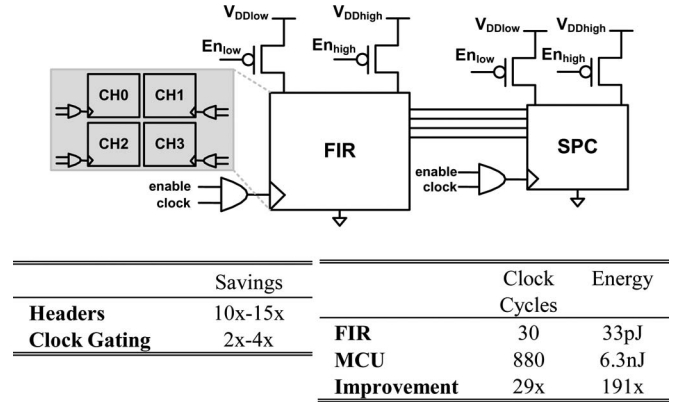 VDDlow
VDDhigh
VDDlow
VDDhigh
Enlow
Enhigh
Enlow
Enhigh
CH0
CH1
CH2
CH3
FIR
SPC
enable
clock
enable
clock
Savings
Headers 10x-15x
Clock Gating 2x-4x
Clock Energy
Cycles
FIR 30 33pJ
MCU 880 6.3nJ
Improvement 29x 191x